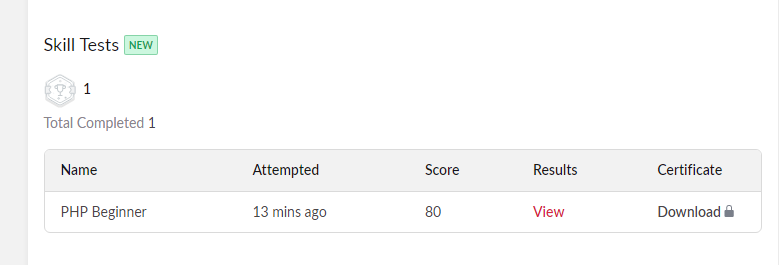 Skill Tests NEW
1
Total Completed 1
Name Attempted Score Results Certificate
PHP Beginner 13 mins ago 80 View Download